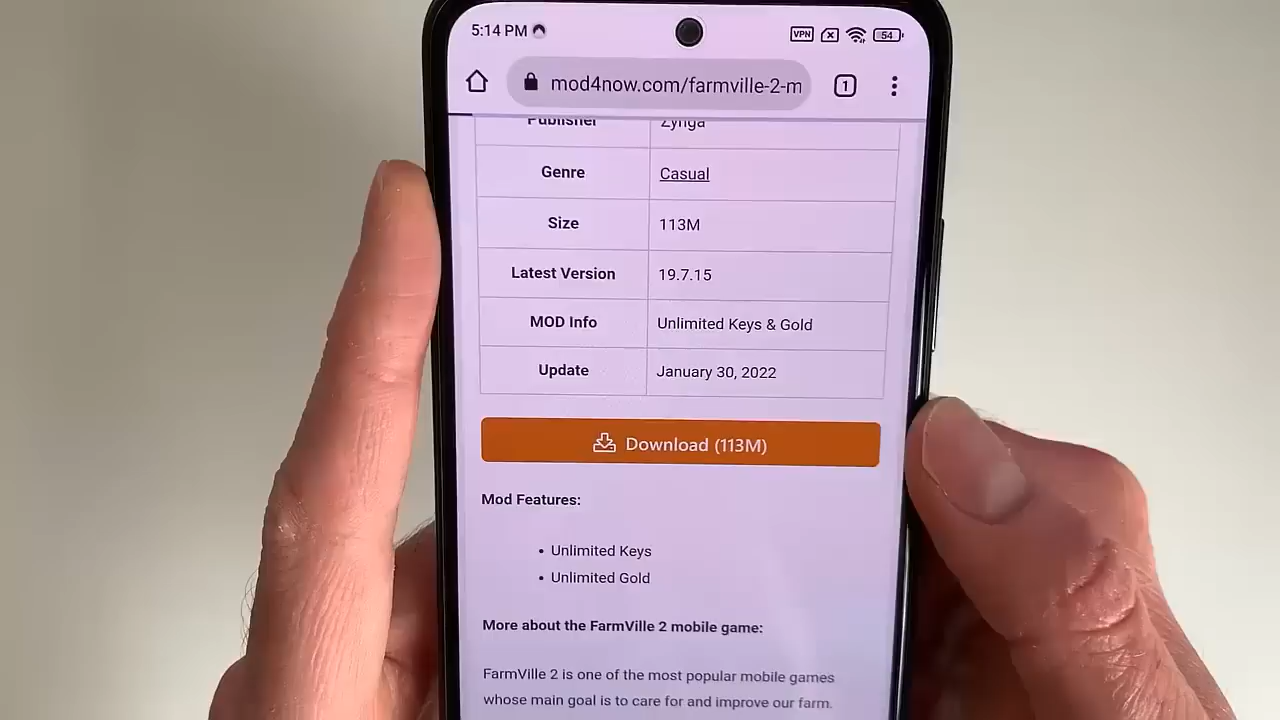 5:14 PM VPN 54
mod4now.com/farmville-2-m 1
Publisher Zynga
Genre Casual
Size 113M
Latest Version 19.7.15
MOD Info Unlimited Keys & Gold
Update January 30, 2022
Download (113M)
Mod Features:
• Unlimited Keys
• Unlimited Gold
More about the FarmVille 2 mobile game:
FarmVille 2 is one of the most popular mobile games
whose main goal is to care for and improve our farm.